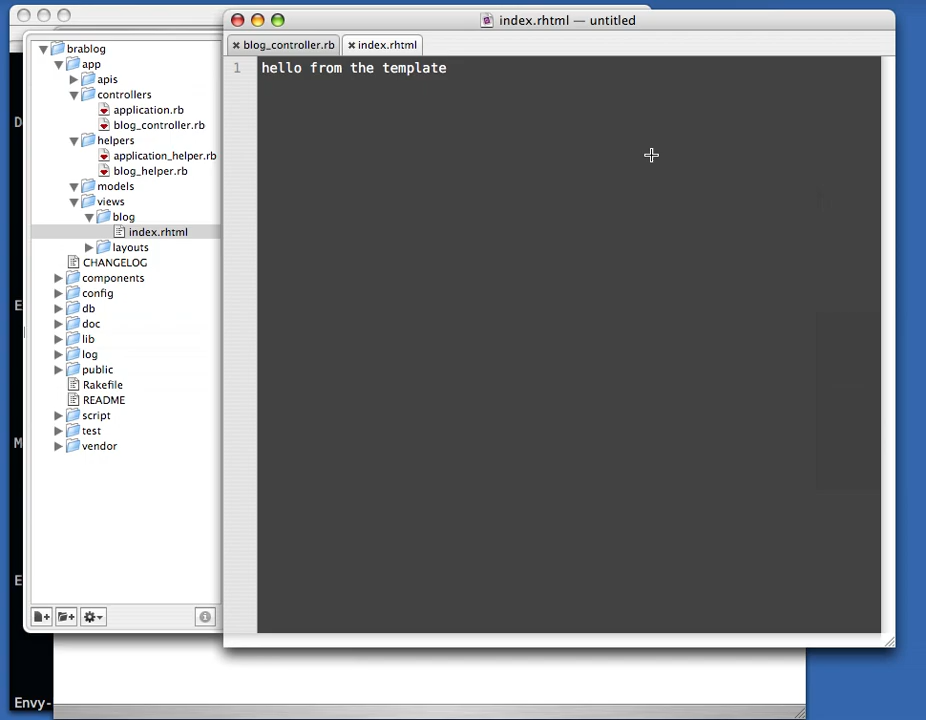 index.rhtml — untitled
blog_controller.rb
index.rhtml
1 hello from the template
brablog
app
apis
controllers
application.rb
blog_controller.rb
helpers
application_helper.rb
blog_helper.rb
models
views
blog
index.rhtml
layouts
CHANGELOG
components
config
db
doc
lib
log
public
Rakefile
README
script
test
vendor
D
E
M
E
Envy-